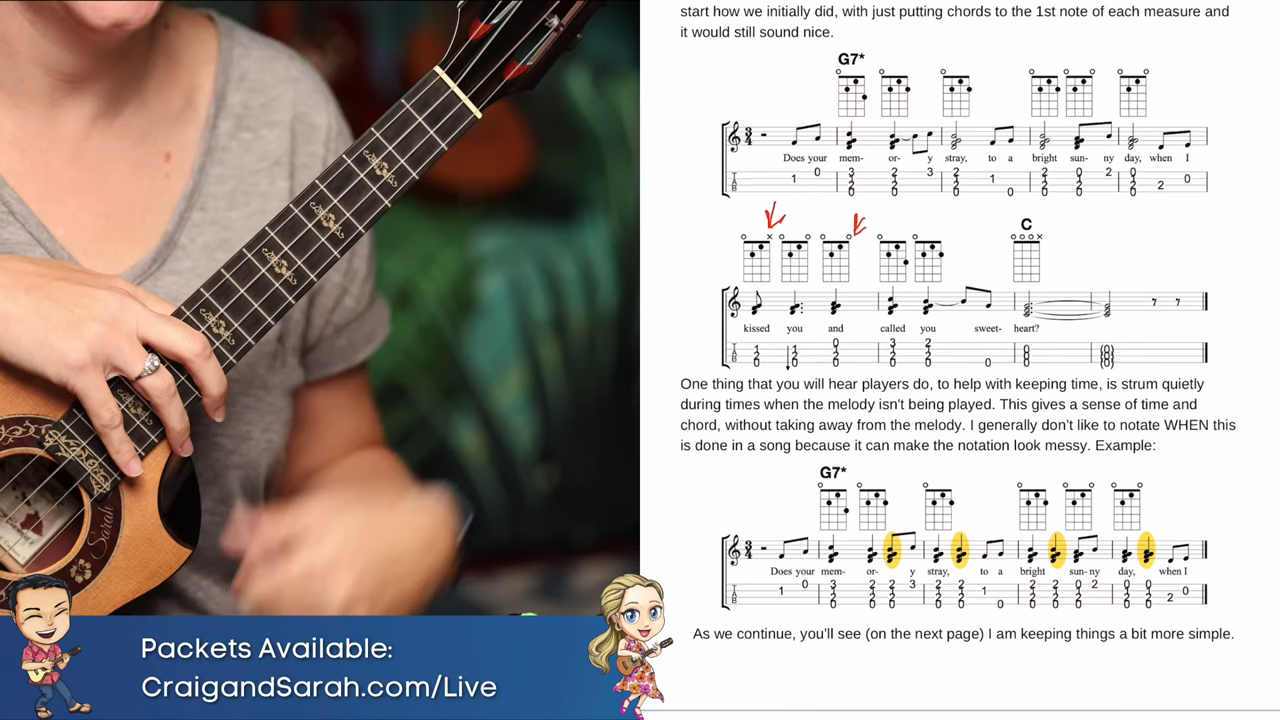 start how we initially did, with just putting chords to the 1st note of each measure and
it would still sound nice.
G7*
Does your mem- or- y stray, to a bright sun- ny day, when I
C
kissed you and called you sweet- heart?
One thing that you will hear players do, to help with keeping time, is strum quietly
during times when the melody isn't being played. This gives a sense of time and
chord, without taking away from the melody. I generally don't like to notate WHEN this
is done in a song because it can make the notation look messy. Example:
G7*
Does your mem- or- y stray, to a bright sun- ny day, when I
As we continue, you'll see (on the next page) I am keeping things a bit more simple.
Sarah
Packets Available:
CraigandSarah.com/Live